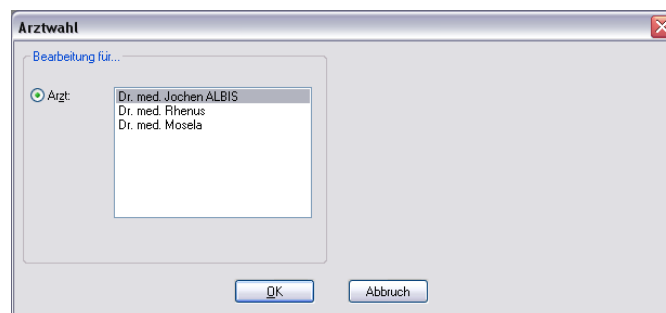 Arztwahl
Bearbeitung für...
Arzt:
Dr. med. Jochen ALBIS
Dr. med. Rhenus
Dr. med. Mosela
OK
Abbruch